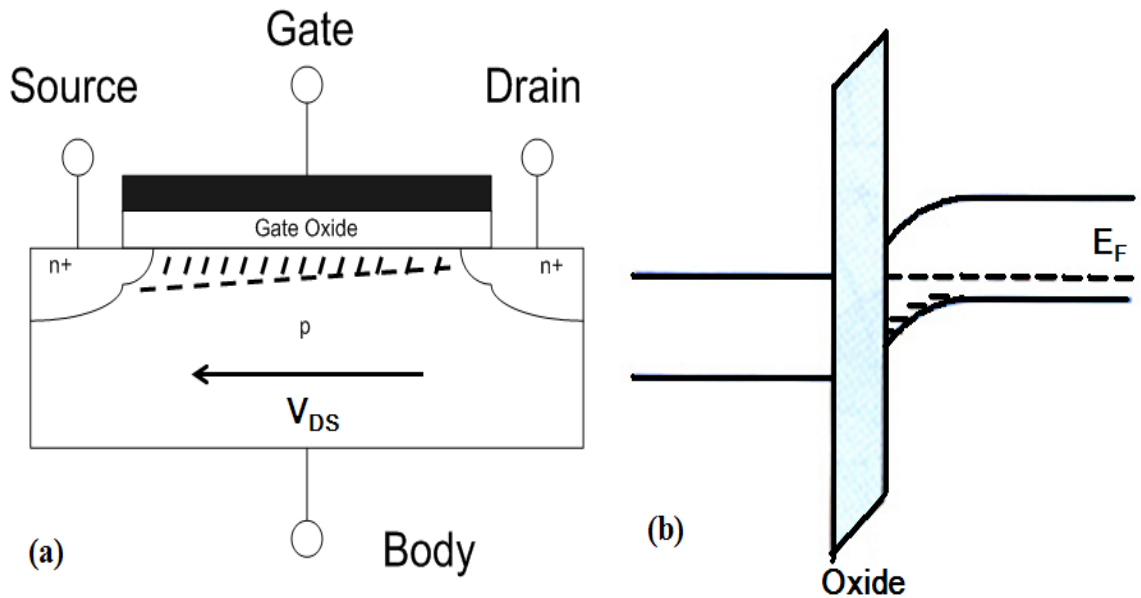 Gate
Source
Drain
Gate Oxide
n+
n+
p
V_DS
(a)
Body
E_F
(b)
Oxide